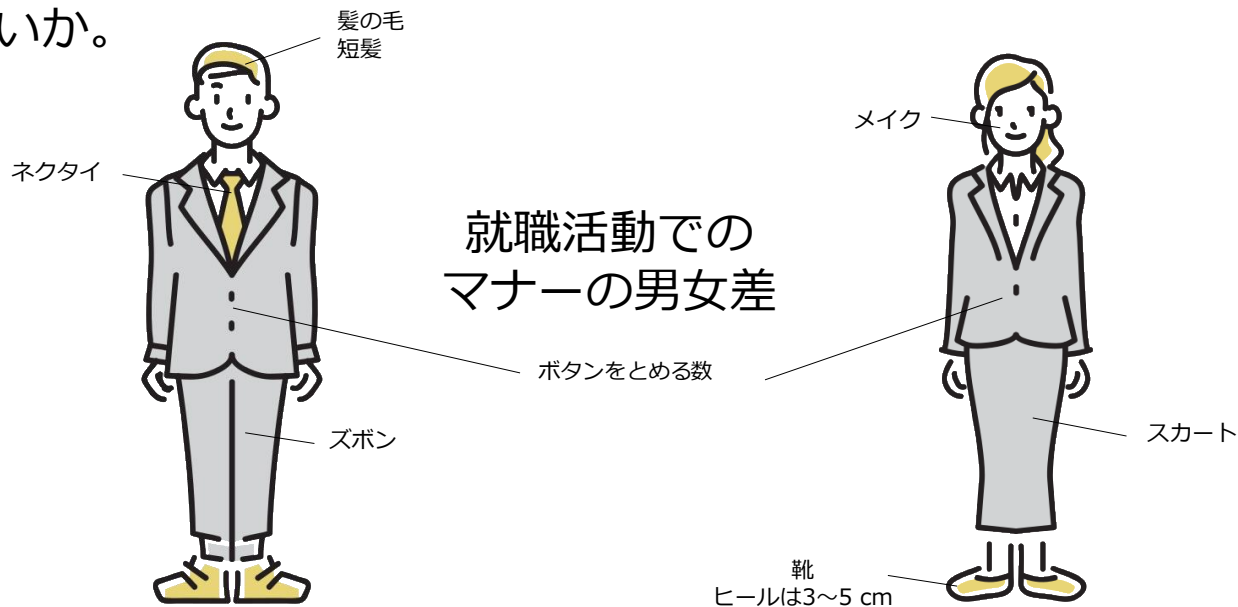 いか。
髪の毛
短髪
ネクタイ
メイク
就職活動での
マナーの男女差
ボタンをとめる数
ズボン
スカート
靴
ヒールは3～5 cm